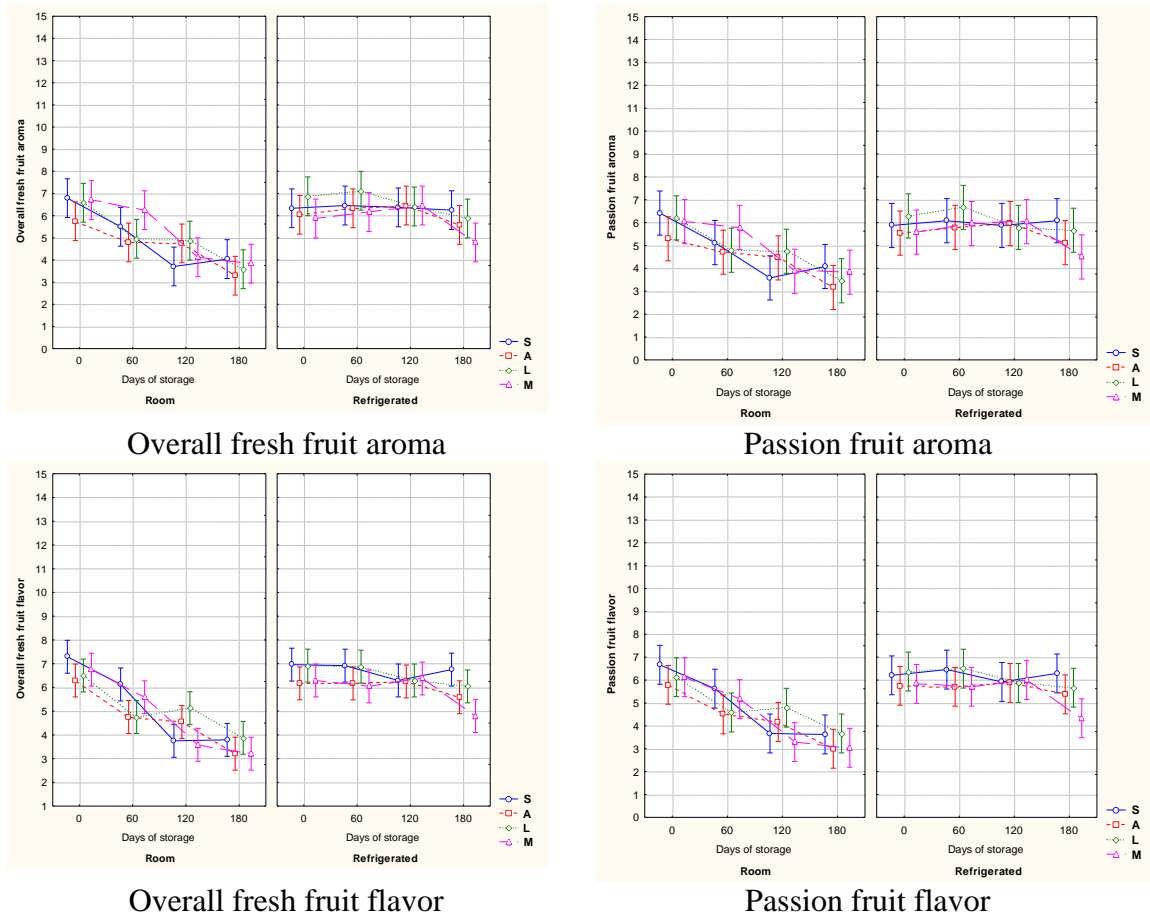 15
14
13
12
11
10
9
8
7
6
5
4
3
2
1
0
Overall fresh fruit aroma
0 60 120 180 0 60 120 180
Days of storage Days of storage
Room Refrigerated
S
A
L
M
Overall fresh fruit aroma
15
14
13
12
11
10
9
8
7
6
5
4
3
2
1
0
Passion fruit aroma
0 60 120 180 0 60 120 180
Days of storage Days of storage
Room Refrigerated
S
A
L
M
Passion fruit aroma
15
14
13
12
11
10
9
8
7
6
5
4
3
2
1
Overall fresh fruit flavor
0 60 120 180 0 60 120 180
Days of storage Days of storage
Room Refrigerated
S
A
L
M
Overall fresh fruit flavor
15
14
13
12
11
10
9
8
7
6
5
4
3
2
1
0
Passion fruit flavor
0 60 120 180 0 60 120 180
Days of storage Days of storage
Room Refrigerated
S
A
L
M
Passion fruit flavor